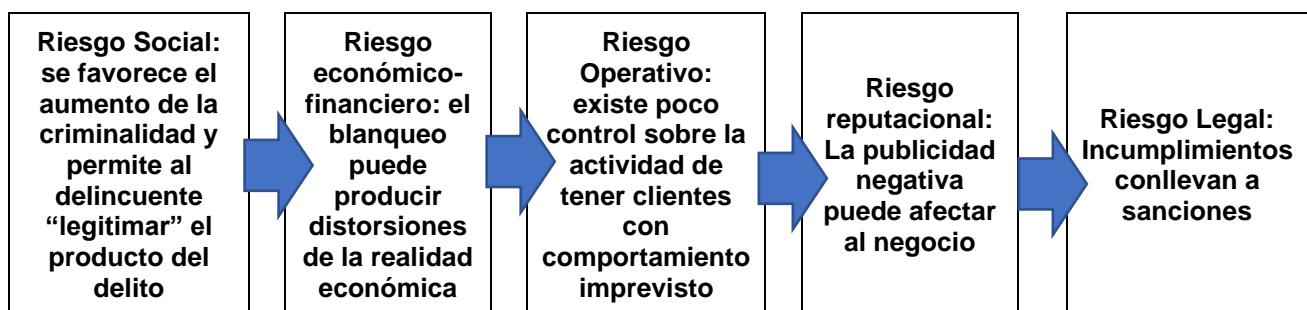 Riesgo Social:
se favorece el
aumento de la
criminalidad y
permite al
delincuente
“legitimar” el
producto del
delito
Riesgo
económico-
financiero: el
blanqueo
puede
producir
distorsiones
de la realidad
económica
Riesgo
Operativo:
existe poco
control sobre la
actividad de
tener clientes
con
comportamiento
imprevisto
Riesgo
reputacional:
La publicidad
negativa
puede afectar
al negocio
Riesgo Legal:
Incumplimientos
conllevan a
sanciones